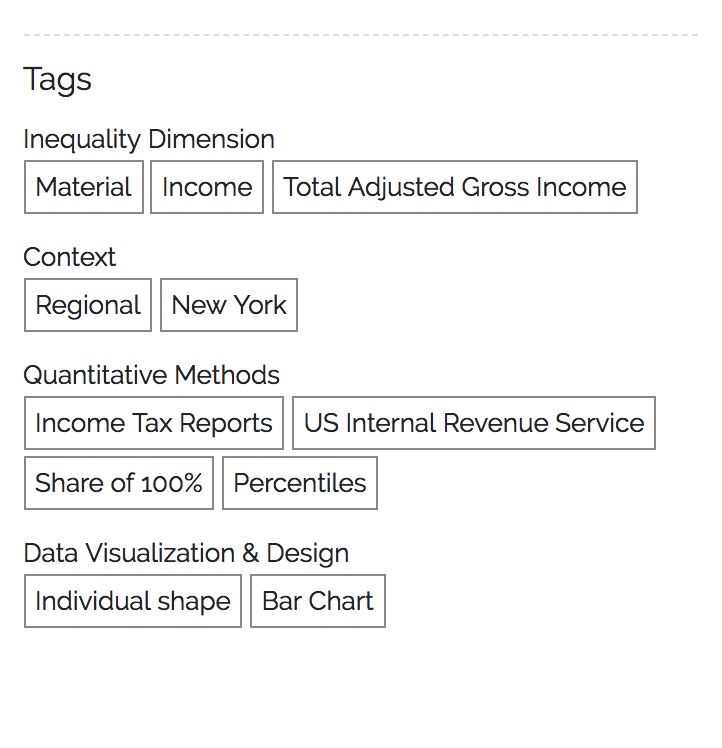 Tags
Inequality Dimension
Material Income Total Adjusted Gross Income
Context
Regional New York
Quantitative Methods
Income Tax Reports US Internal Revenue Service
Share of 100% Percentiles
Data Visualization & Design
Individual shape Bar Chart